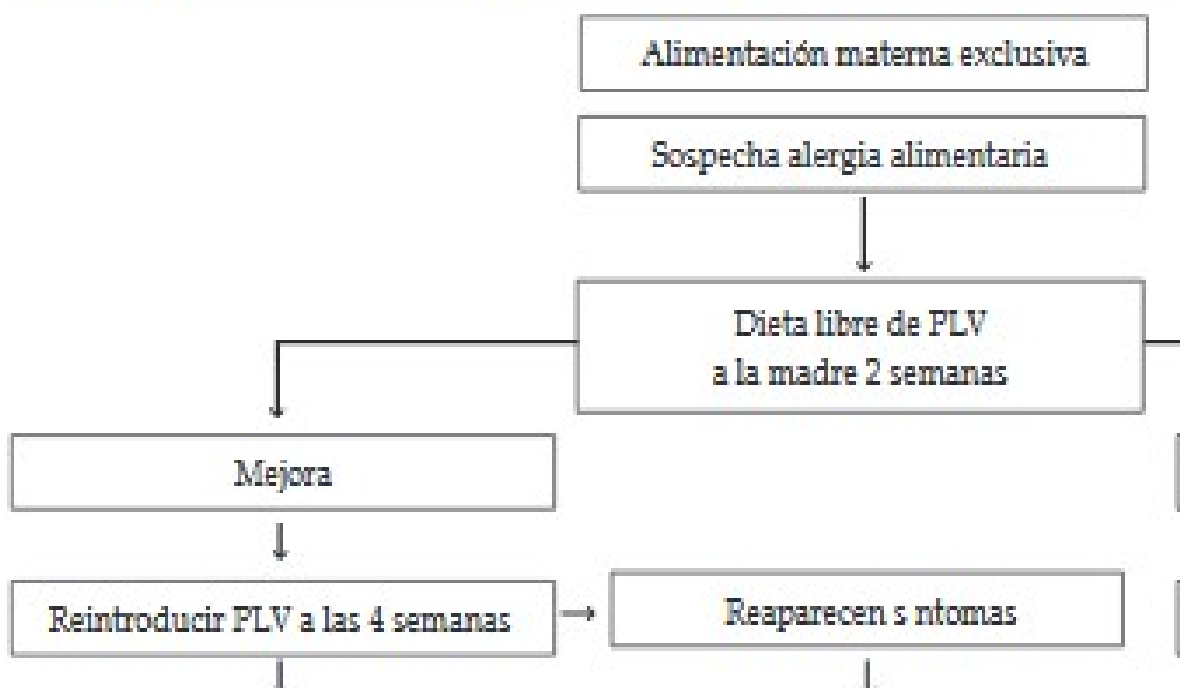 Alimentación materna exclusiva
Sospecha alergia alimentaria
Dieta libre de PLV
a la madre 2 semanas
Mejora
Reintroducir PLV a las 4 semanas
Reaparecen s ntomas